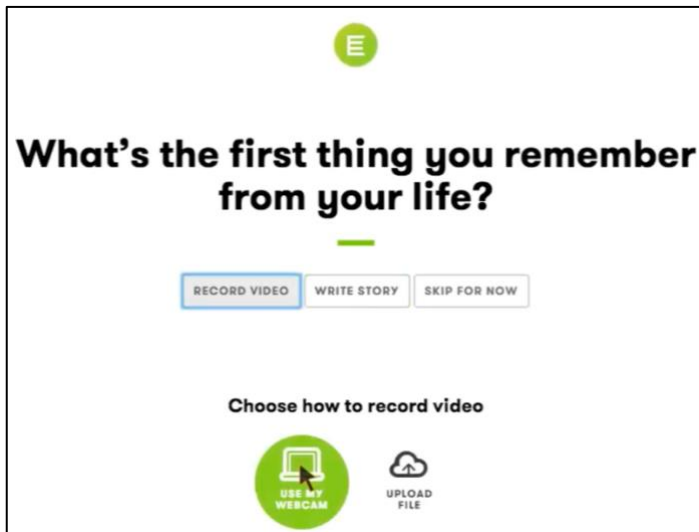 E
What's the first thing you remember
from your life?
RECORD VIDEO WRITE STORY SKIP FOR NOW
Choose how to record video
USE MY UPLOAD
WEBCAM FILE